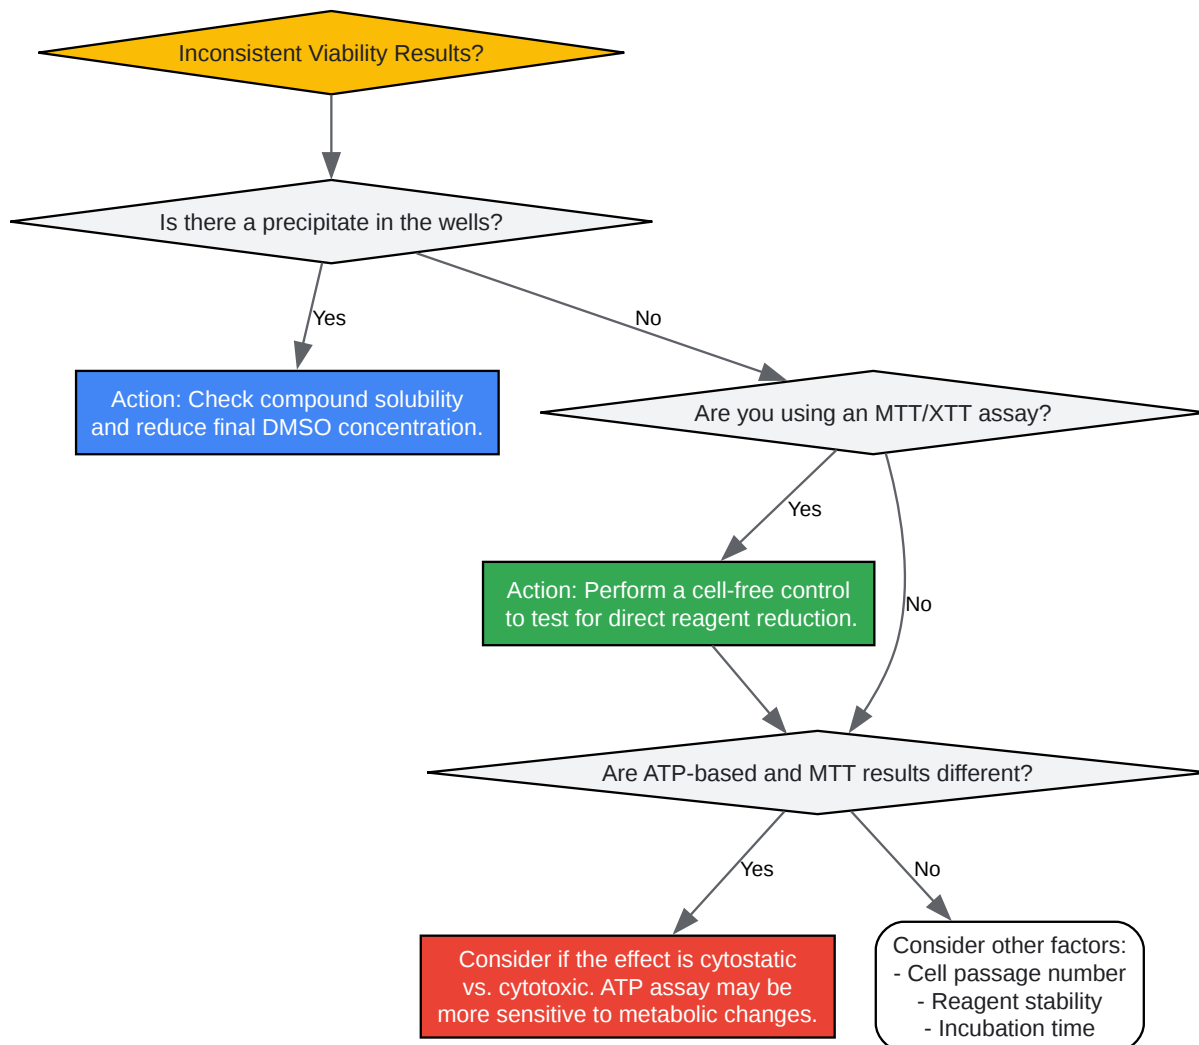 Inconsistent Viability Results?
Is there a precipitate in the wells?
Yes
No
Action: Check compound solubility
and reduce final DMSO concentration.
Are you using an MTT/XTT assay?
Yes
Action: Perform a cell-free control
to test for direct reagent reduction.
No
Are ATP-based and MTT results different?
Yes
No
Consider if the effect is cytostatic
vs. cytotoxic. ATP assay may be
more sensitive to metabolic changes.
Consider other factors:
- Cell passage number
- Reagent stability
- Incubation time